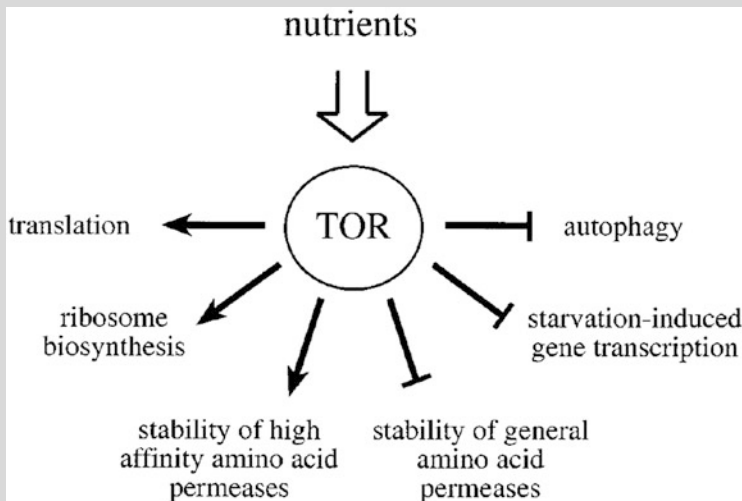 nutrients
TOR
translation
autophagy
ribosome
biosynthesis
starvation-induced
gene transcription
stability of high
affinity amino acid
permeases
stability of general
amino acid
permeases